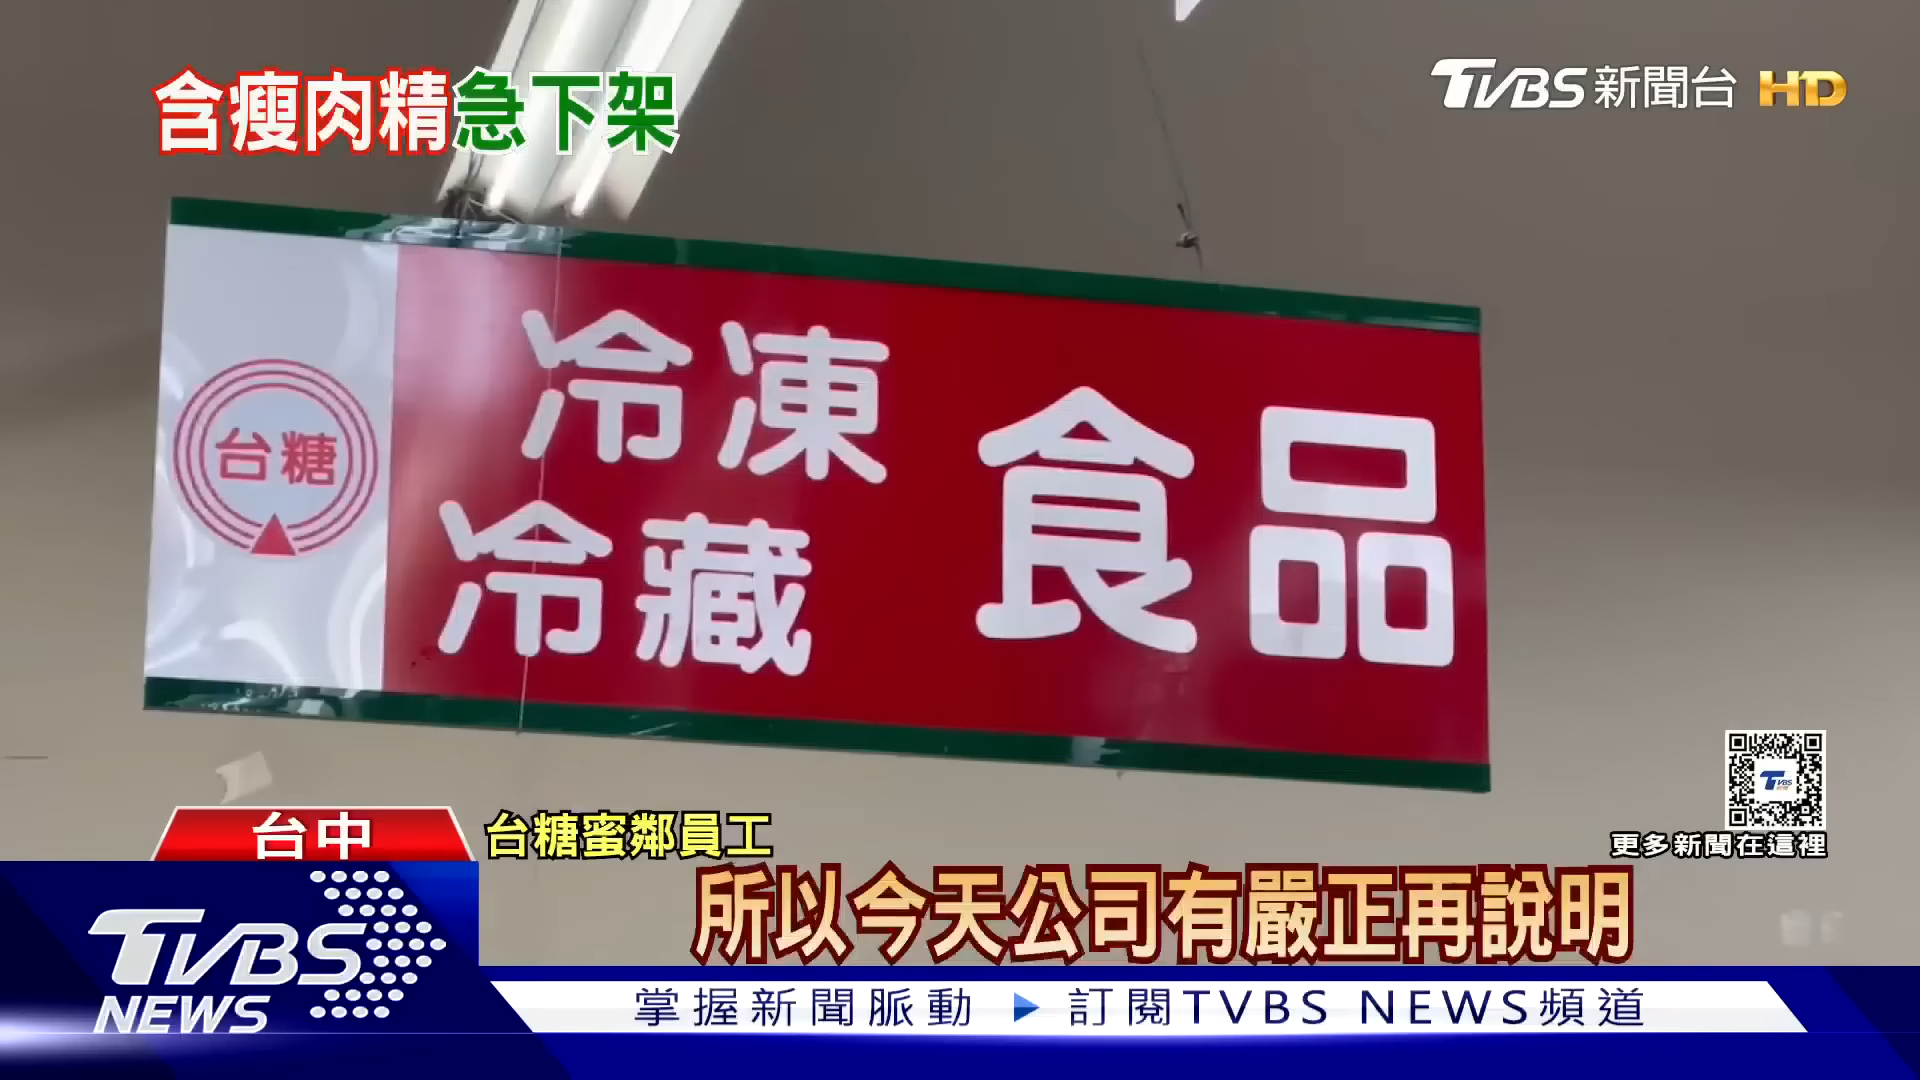 含瘦肉精急下架
TVBS新聞台 HD
台糖
冷凍
冷藏
食品
TVBS
更多新聞在這裡
台中
台糖蜜鄰員工
所以今天公司有嚴正再說明
TVBS
NEWS
掌握新聞脈動 ▶ 訂閱TVBS NEWS頻道